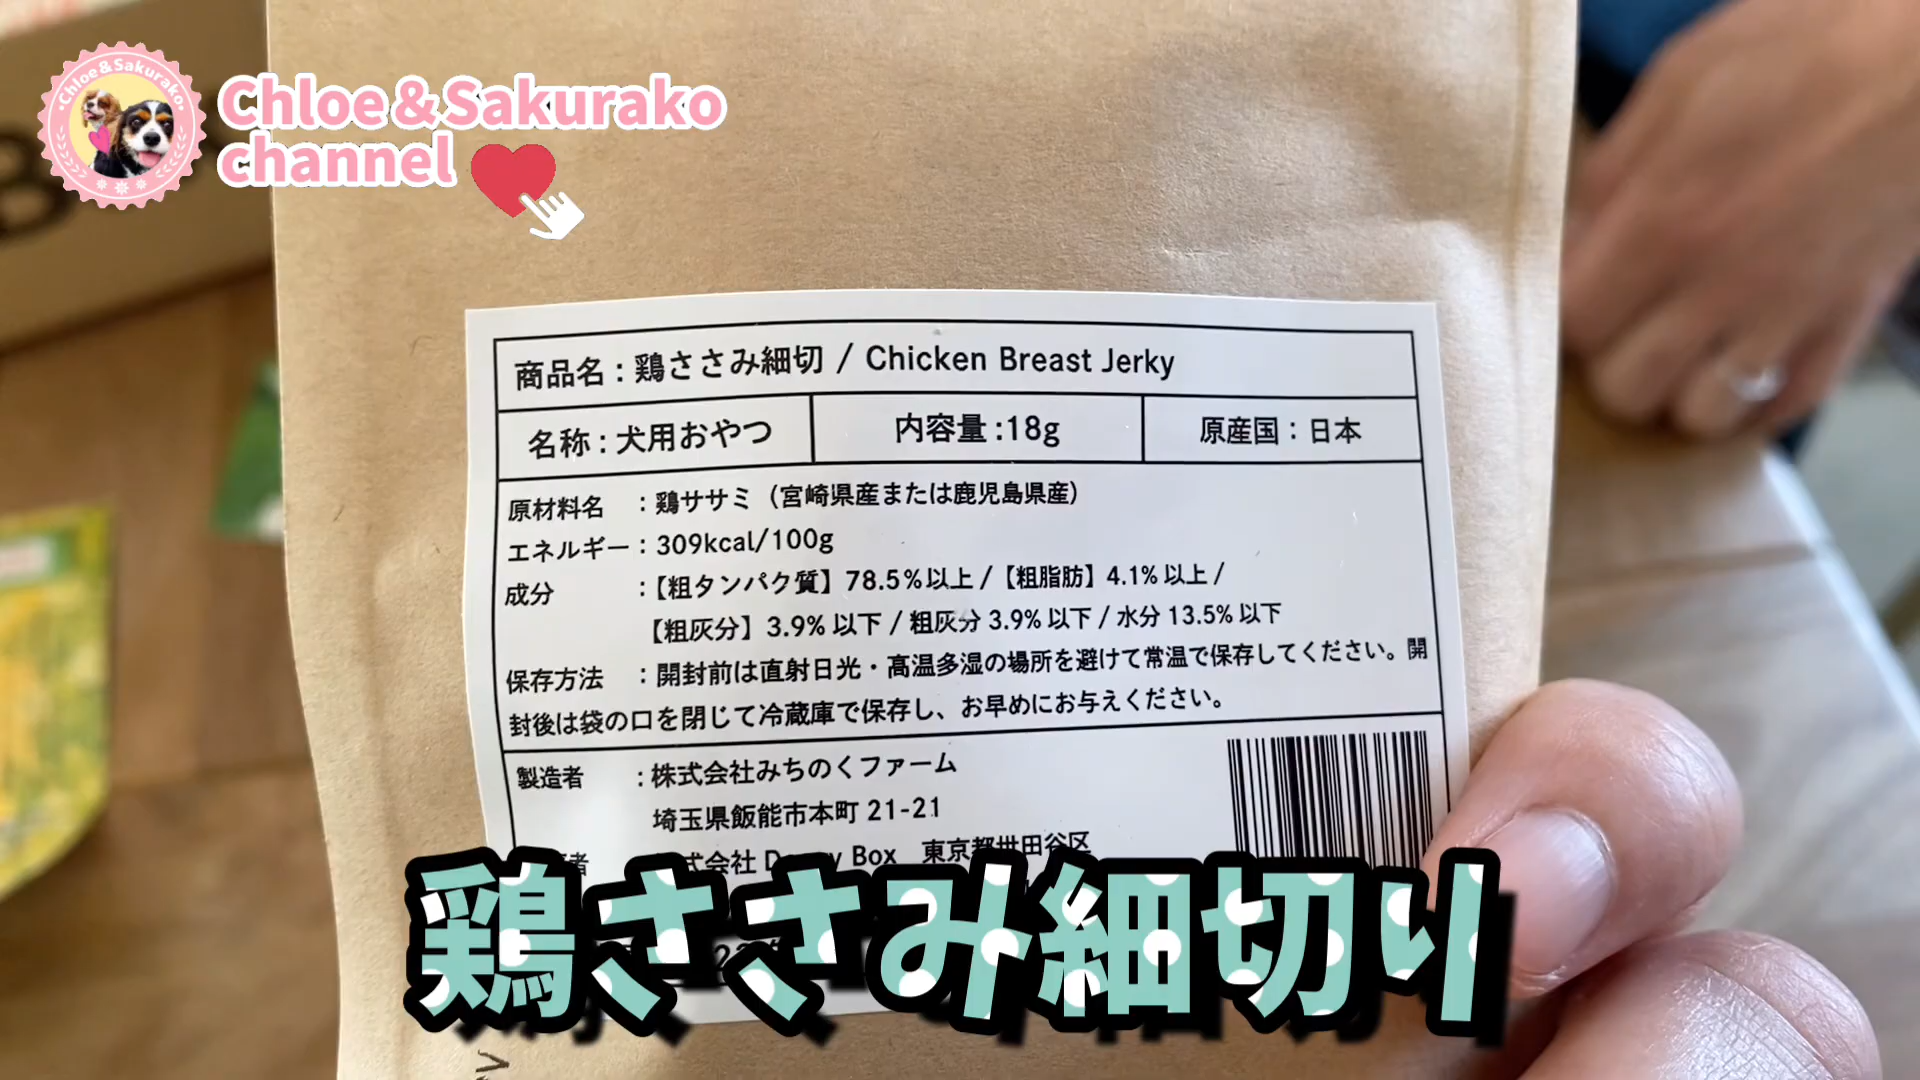 Chloe&Sakurako
Chloe&Sakurako
channel
商品名：鶏ささみ細切 / Chicken Breast Jerky
名称：犬用おやつ
内容量：18g
原産国：日本
原材料名 ：鶏ササミ（宮崎県産または鹿児島県産）
エネルギー：309kcal/100g
成分 ：【粗タンパク質】78.5%以上 /【粗脂肪】4.1% 以上 /
【粗灰分】3.9% 以下 / 粗灰分 3.9% 以下 / 水分 13.5% 以下
保存方法 ：開封前は直射日光・高温多湿の場所を避けて常温で保存してください。開
封後は袋の口を閉じて冷蔵庫で保存し、お早めにお与えください。
製造者 ：株式会社みちのくファーム
埼玉県飯能市本町 21-21
式会社 Box 東京都世田谷区
鶏ささみ細切り